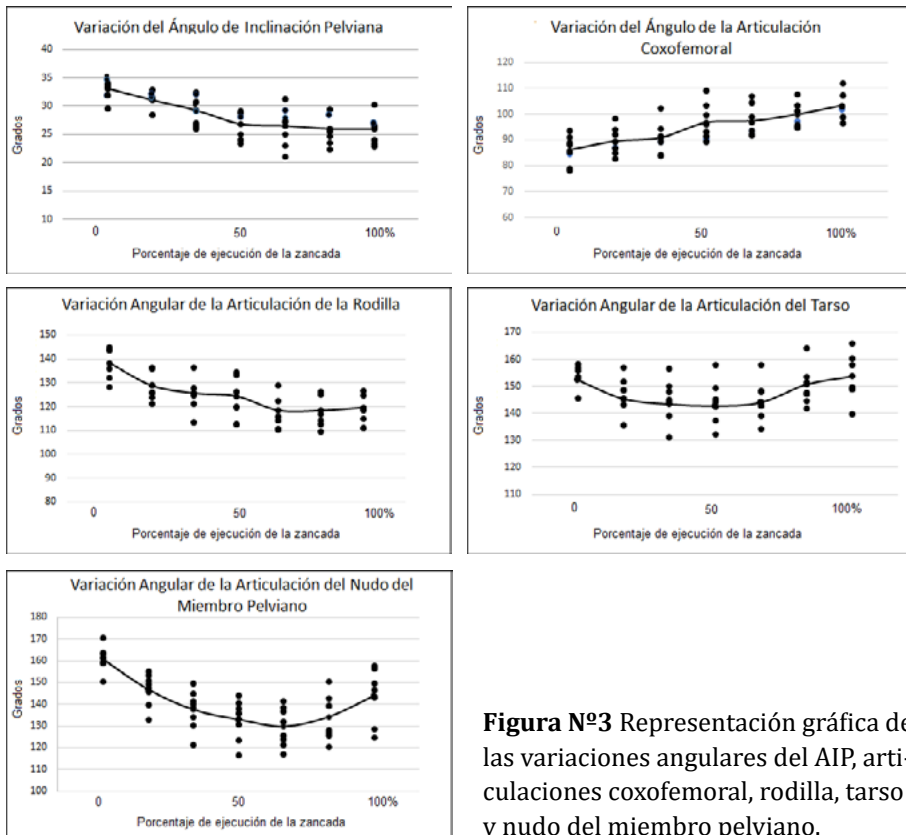 Variación del Ángulo de Inclinación Pelviana
40
35
30
25
20
15
10
Grados
0 50 100%
Porcentaje de ejecución de la zancada
Variación del Ángulo de la Articulación
Coxofemoral
120
110
100
90
80
70
60
Grados
0 50 100%
Porcentaje de ejecución de la zancada
Variación Angular de la Articulación de la Rodilla
150
140
130
120
110
100
90
80
Grados
0 50 100%
Porcentaje de ejecución de la zancada
Variación Angular de la Articulación del Tarso
170
160
150
140
130
120
110
Grados
0 50 100%
Porcentaje de ejecución de la zancada
Variación Angular de la Articulación del Nudo del
Miembro Pelviano
180
170
160
150
140
130
120
110
100
Grados
0 50 100%
Porcentaje de ejecución de la zancada
Figura Nº3 Representación gráfica de
las variaciones angulares del AIP, arti-
culaciones coxofemoral, rodilla, tarso
y nudo del miembro pelviano.